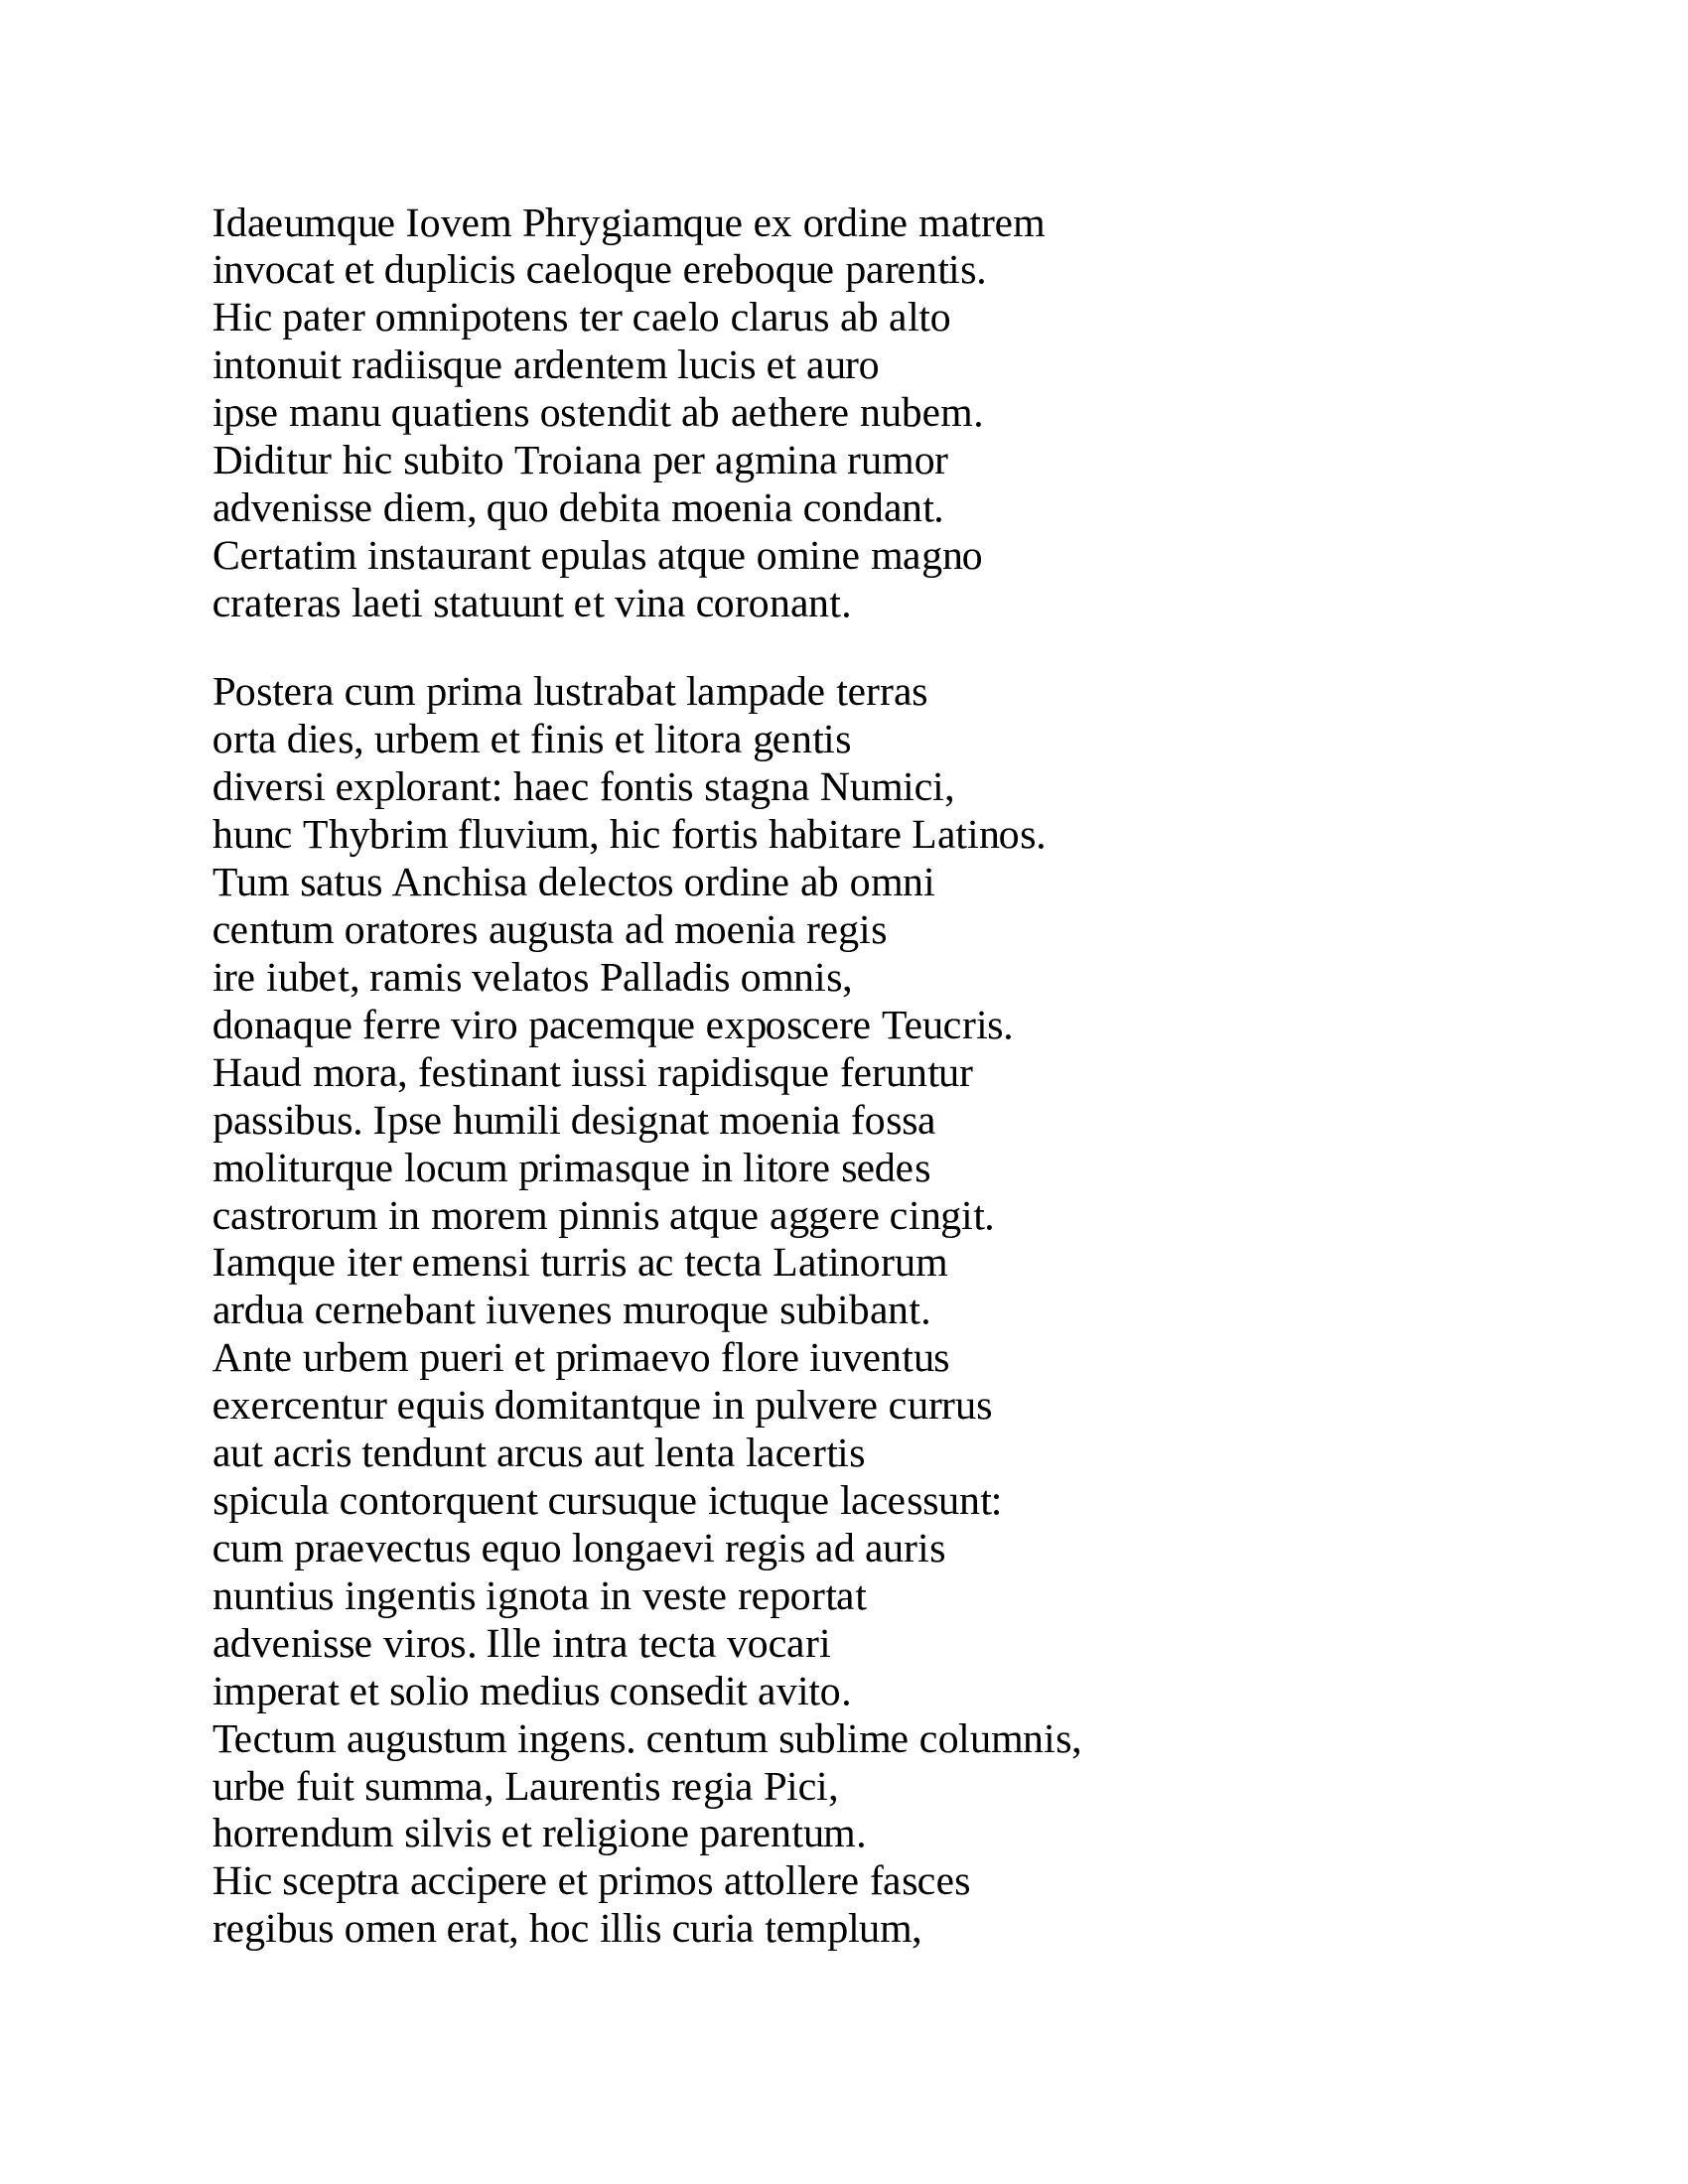 Idaeumque Iovem Phrygiamque ex ordine matrem
invocat et duplicis caeloque ereboque parentis.
Hic pater omnipotens ter caelo clarus ab alto
intonuit radiisque ardentem lucis et auro
ipse manu quatiens ostendit ab aethere nubem.
Diditur hic subito Troiana per agmina rumor
advenisse diem, quo debita moenia condant.
Certatim instaurant epulas atque omine magno
crateras laeti statuunt et vina coronant.

Postera cum prima lustrabat lampade terras
orta dies, urbem et finis et litora gentis
diversi explorant: haec fontis stagna Numici,
hunc Thybrim fluvium, hic fortis habitare Latinos.
Tum satus Anchisa delectos ordine ab omni
centum oratores augusta ad moenia regis
ire iubet, ramis velatos Palladis omnis,
donaque ferre viro pacemque exposcere Teucris.
Haud mora, festinant iussi rapidisque feruntur
passibus. Ipse humili designat moenia fossa
moliturque locum primasque in litore sedes
castrorum in morem pinnis atque aggere cingit.
Iamque iter emensi turris ac tecta Latinorum
ardua cernebant iuvenes muroque subibant.
Ante urbem pueri et primaevo flore iuventus
exercentur equis domitantque in pulvere currus
aut acris tendunt arcus aut lenta lacertis
spicula contorquent cursuque ictuque lacessunt:
cum praevectus equo longaevi regis ad auris
nuntius ingentis ignota in veste reportat
advenisse viros. Ille intra tecta vocari
imperat et solio medius consedit avito.
Tectum augustum ingens. centum sublime columnis,
urbe fuit summa, Laurentis regia Pici,
horrendum silvis et religione parentum.
Hic sceptra accipere et primos attollere fasces
regibus omen erat, hoc illis curia templum,